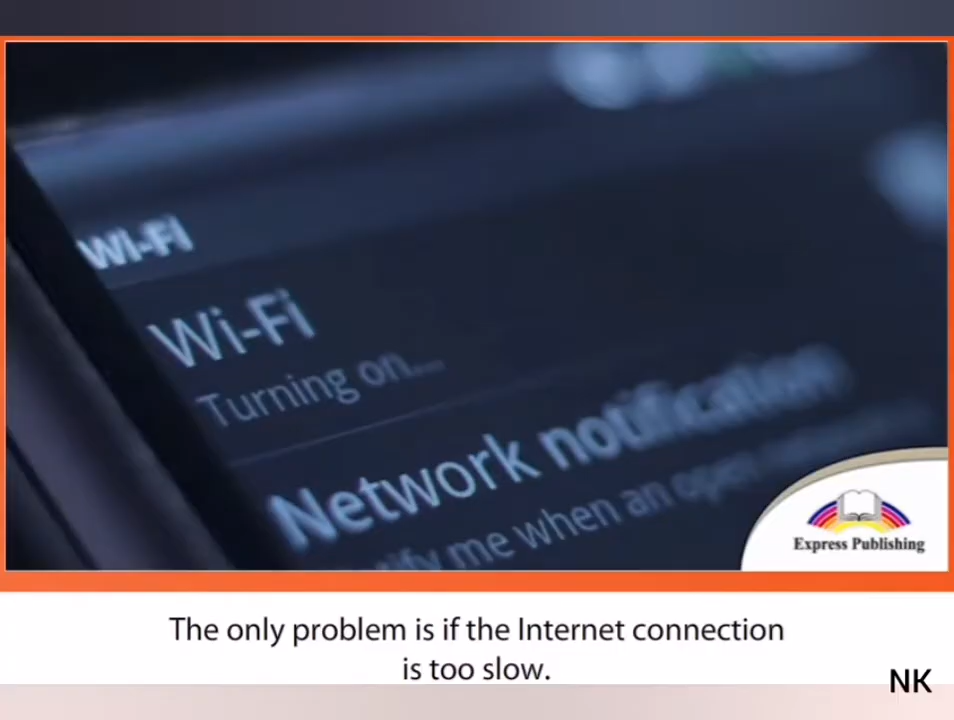 Wi-Fi
Wi-Fi
Turning on...
Network notification
me when an open
Express Publishing
The only problem is if the Internet connection
is too slow.
NK